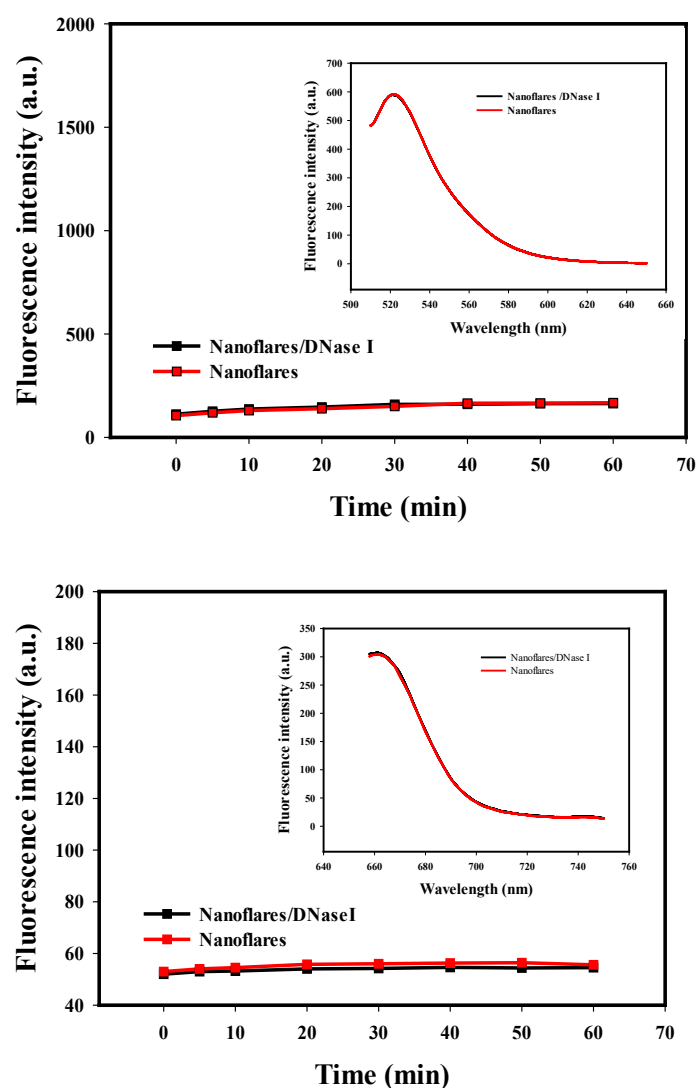 2000
1500
1000
500
0
Fluorescence intensity (a.u.)
0 10 20 30 40 50 60 70
Time (min)
Nanoflares/DNase I
Nanoflares
700
600
500
400
300
200
100
0
Fluorescence intensity (a.u.)
500 520 540 560 580 600 620 640 660
Wavelength (nm)
Nanoflares /DNase I
Nanoflares
200
180
160
140
120
100
80
60
40
Fluorescence intensity (a.u.)
0 10 20 30 40 50 60 70
Time (min)
Nanoflares/DNase I
Nanoflares
350
300
250
200
150
100
50
0
Fluorescence intensity (a.u.)
640 660 680 700 720 740 760
Wavelength (nm)
Nanoflares/DNase I
Nanoflares